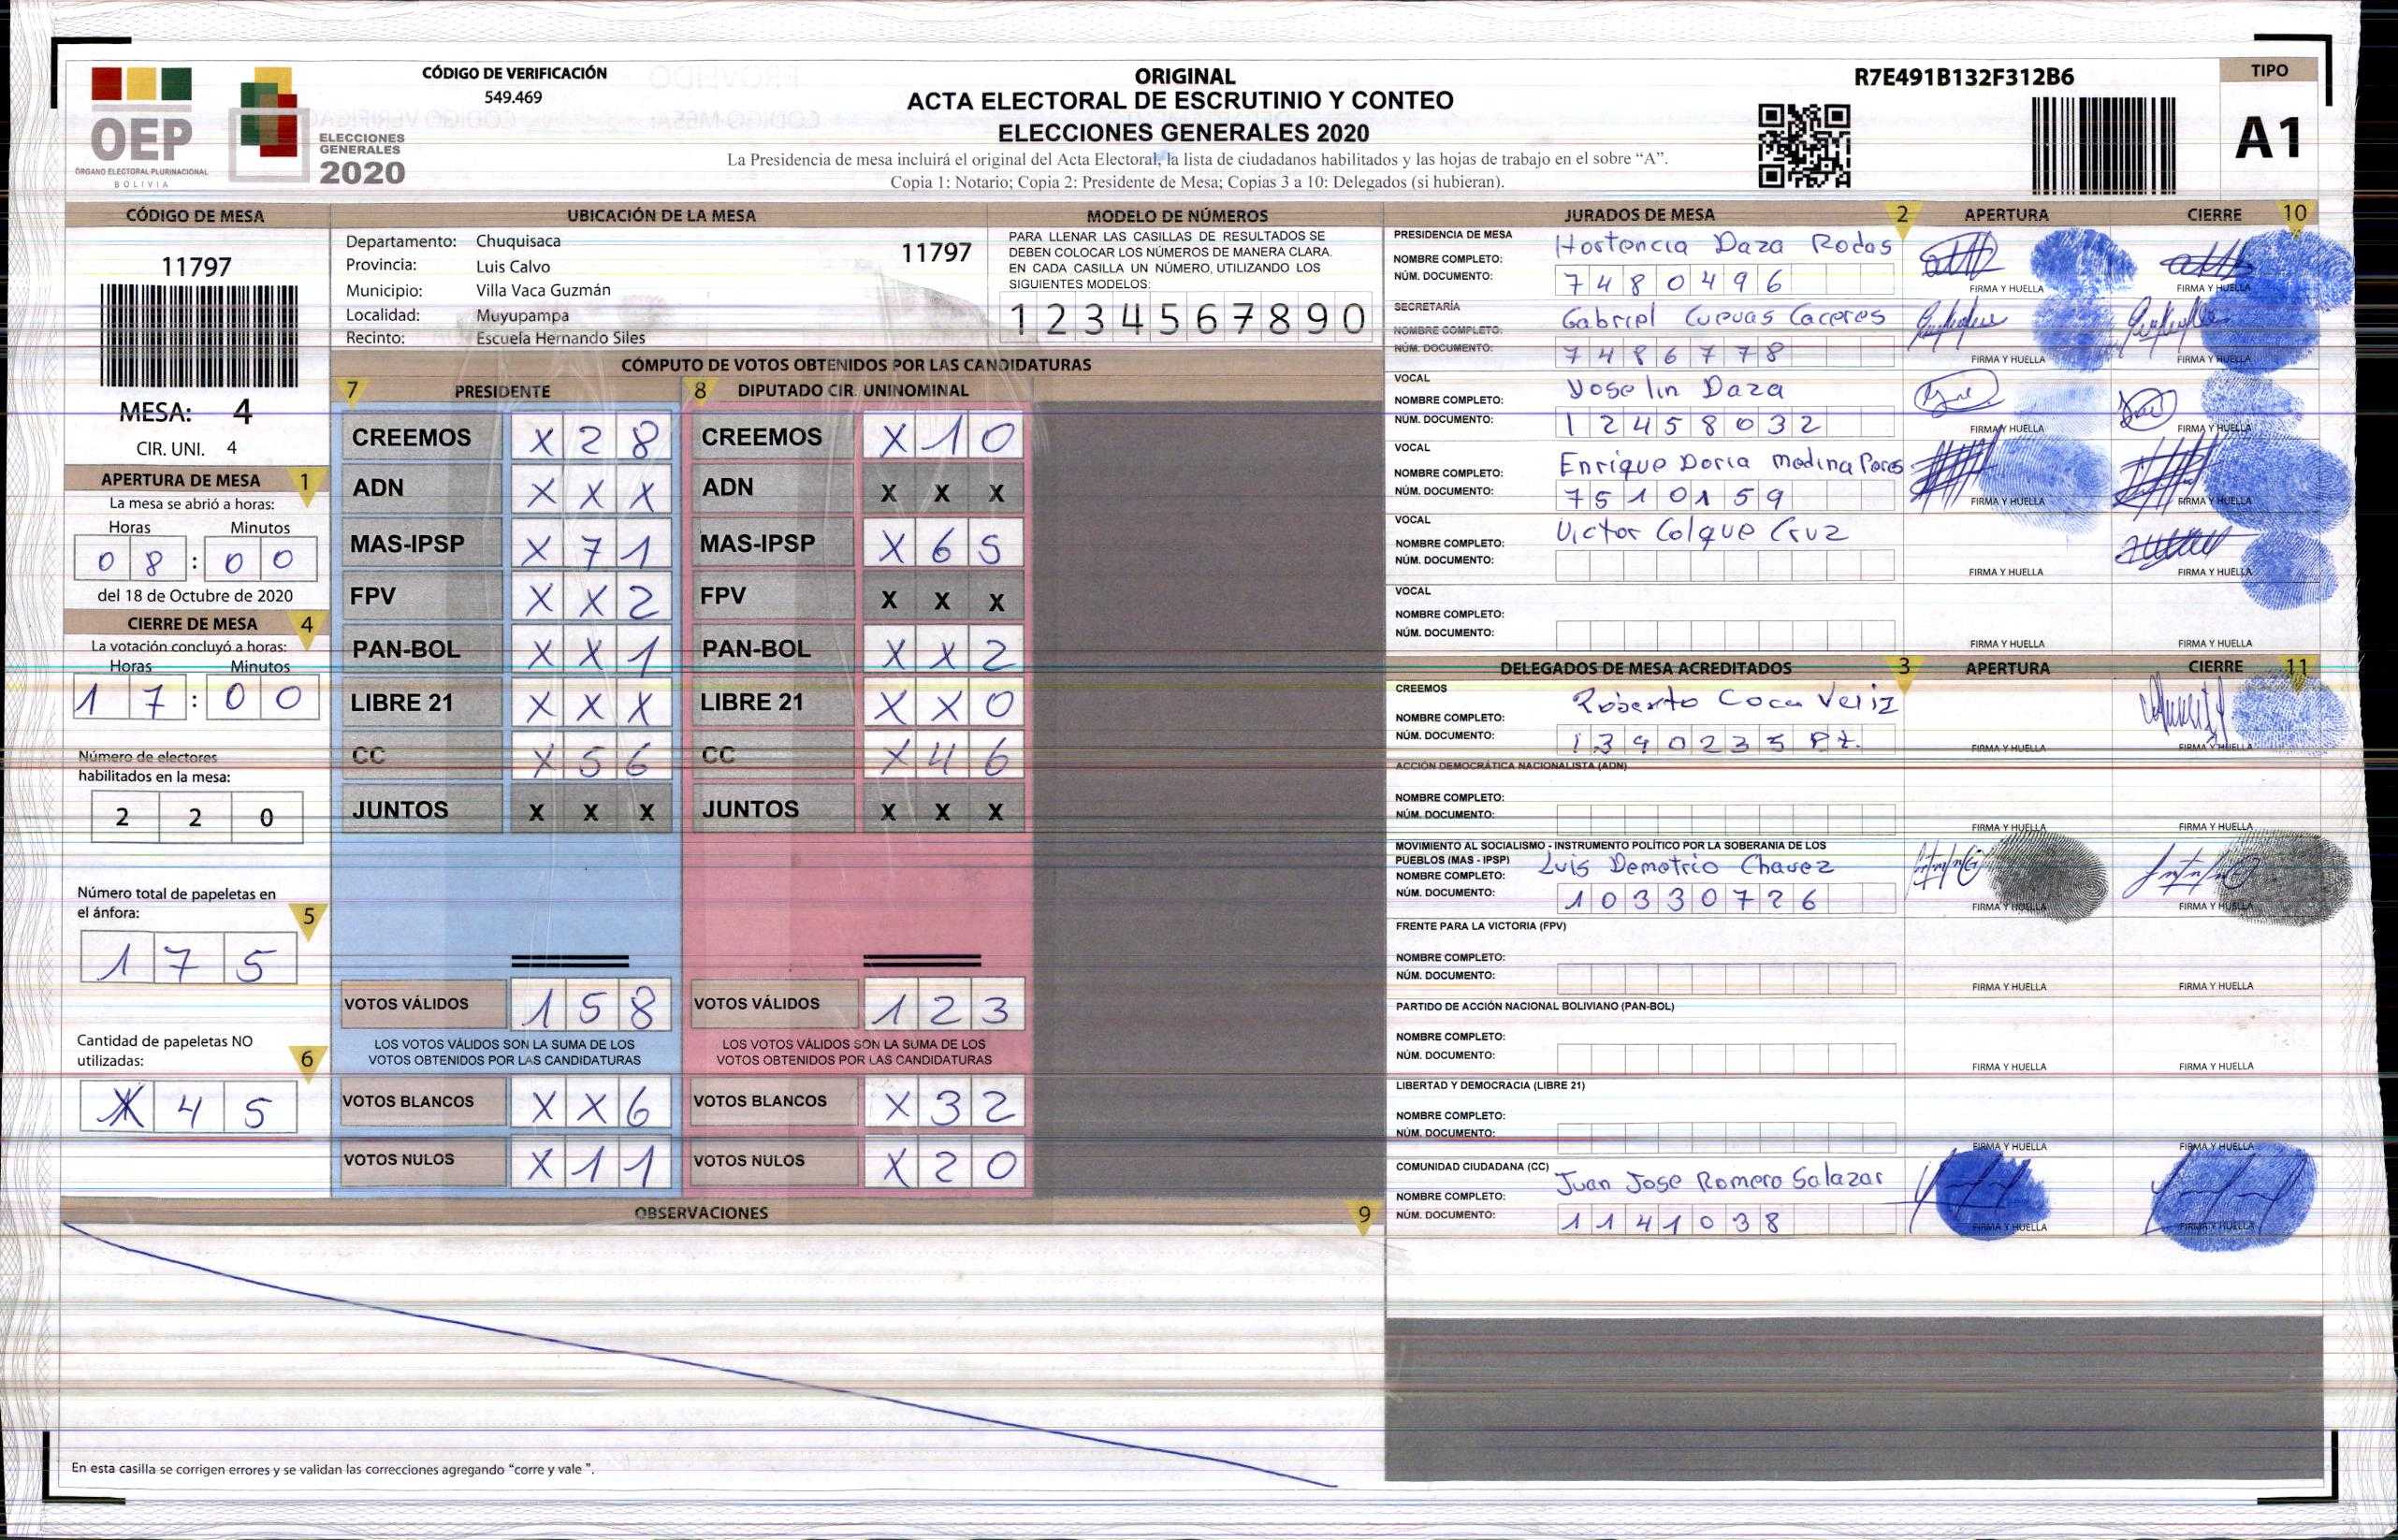 CÓDIGO DE VERIFICACIÓN
549.469
OEP
ÓRGANO ELECTORAL PLURINACIONAL
BOLIVIA
ELECCIONES
GENERALES
2020
ORIGINAL
ACTA ELECTORAL DE ESCRUTINIO Y CONTEO
ELECCIONES GENERALES 2020
La Presidencia de mesa incluirá el original del Acta Electoral, la lista de ciudadanos habilitados y las hojas de trabajo en el sobre “A”.
Copia 1: Notario; Copia 2: Presidente de Mesa; Copias 3 a 10: Delegados (si hubieran).
R7E491B132F312B6
TIPO
A1
CÓDIGO DE MESA
11797
MESA: 4
CIR. UNI. 4
APERTURA DE MESA 1
La mesa se abrió a horas:
Horas Minutos
0 8 : 0 0
del 18 de Octubre de 2020
CIERRE DE MESA 4
La votación concluyó a horas:
Horas Minutos
1 7 : 0 0
Número de electores
habilitados en la mesa:
2 2 0
Número total de papeletas en
el ánfora: 5
1 7 5
Cantidad de papeletas NO
utilizadas: 6
X 4 5
UBICACIÓN DE LA MESA
Departamento: Chuquisaca
11797
Provincia: Luis Calvo
Municipio: Villa Vaca Guzmán
Localidad: Muyupampa
Recinto: Escuela Hernando Siles
MODELO DE NÚMEROS
PARA LLENAR LAS CASILLAS DE RESULTADOS SE
DEBEN COLOCAR LOS NÚMEROS DE MANERA CLARA.
EN CADA CASILLA UN NÚMERO, UTILIZANDO LOS
SIGUIENTES MODELOS:
1 2 3 4 5 6 7 8 9 0
CÓMPUTO DE VOTOS OBTENIDOS POR LAS CANDIDATURAS
7 PRESIDENTE
CREEMOS X 2 8
ADN X X X
MAS-IPSP X 7 1
FPV X X 2
PAN-BOL X X 1
LIBRE 21 X X X
CC X 5 6
JUNTOS X X X
VOTOS VÁLIDOS 1 5 8
LOS VOTOS VÁLIDOS SON LA SUMA DE LOS
VOTOS OBTENIDOS POR LAS CANDIDATURAS
VOTOS BLANCOS X X 6
VOTOS NULOS X 1 1
8 DIPUTADO CIR. UNINOMINAL
CREEMOS X 1 0
ADN X X X
MAS-IPSP X 6 5
FPV X X X
PAN-BOL X X 2
LIBRE 21 X X 0
CC X 4 6
JUNTOS X X X
VOTOS VÁLIDOS 1 2 3
LOS VOTOS VÁLIDOS SON LA SUMA DE LOS
VOTOS OBTENIDOS POR LAS CANDIDATURAS
VOTOS BLANCOS X 3 2
VOTOS NULOS X 2 0
OBSERVACIONES 9
En esta casilla se corrigen errores y se validan las correcciones agregando “corre y vale ”.
JURADOS DE MESA 2 APERTURA CIERRE 10
PRESIDENCIA DE MESA
NOMBRE COMPLETO: Hortencia Daza Rodas
NÚM. DOCUMENTO: 7 4 8 0 4 9 6
FIRMA Y HUELLA FIRMA Y HUELLA
SECRETARÍA
NOMBRE COMPLETO: Gabriel Cuevas Caceres
NÚM. DOCUMENTO: 7 4 8 6 7 7 8
FIRMA Y HUELLA FIRMA Y HUELLA
VOCAL
NOMBRE COMPLETO: Yoselin Daza
NÚM. DOCUMENTO: 1 2 4 5 8 0 3 2
FIRMA Y HUELLA FIRMA Y HUELLA
VOCAL
NOMBRE COMPLETO: Enrique Doria Medina
NÚM. DOCUMENTO: 7 5 1 0 1 5 9
FIRMA Y HUELLA FIRMA Y HUELLA
VOCAL
NOMBRE COMPLETO: Victor Colque Cruz
NÚM. DOCUMENTO:
FIRMA Y HUELLA FIRMA Y HUELLA
VOCAL
NOMBRE COMPLETO:
NÚM. DOCUMENTO:
FIRMA Y HUELLA FIRMA Y HUELLA
DELEGADOS DE MESA ACREDITADOS 3 APERTURA CIERRE 11
CREEMOS
NOMBRE COMPLETO: Roberto Coca Veliz
NÚM. DOCUMENTO: 1 3 9 0 2 3 5 Pt.
FIRMA Y HUELLA FIRMA Y HUELLA
ACCIÓN DEMOCRÁTICA NACIONALISTA (ADN)
NOMBRE COMPLETO:
NÚM. DOCUMENTO:
FIRMA Y HUELLA FIRMA Y HUELLA
MOVIMIENTO AL SOCIALISMO - INSTRUMENTO POLÍTICO POR LA SOBERANIA DE LOS
PUEBLOS (MAS - IPSP)
NOMBRE COMPLETO: Luis Demetrio Chavez
NÚM. DOCUMENTO: 1 0 3 3 0 7 2 6
FIRMA Y HUELLA FIRMA Y HUELLA
FRENTE PARA LA VICTORIA (FPV)
NOMBRE COMPLETO:
NÚM. DOCUMENTO:
FIRMA Y HUELLA FIRMA Y HUELLA
PARTIDO DE ACCIÓN NACIONAL BOLIVIANO (PAN-BOL)
NOMBRE COMPLETO:
NÚM. DOCUMENTO:
FIRMA Y HUELLA FIRMA Y HUELLA
LIBERTAD Y DEMOCRACIA (LIBRE 21)
NOMBRE COMPLETO:
NÚM. DOCUMENTO:
FIRMA Y HUELLA FIRMA Y HUELLA
COMUNIDAD CIUDADANA (CC)
NOMBRE COMPLETO: Juan Jose Romero Salazar
NÚM. DOCUMENTO: 1 1 4 1 0 3 8
FIRMA Y HUELLA FIRMA Y HUELLA